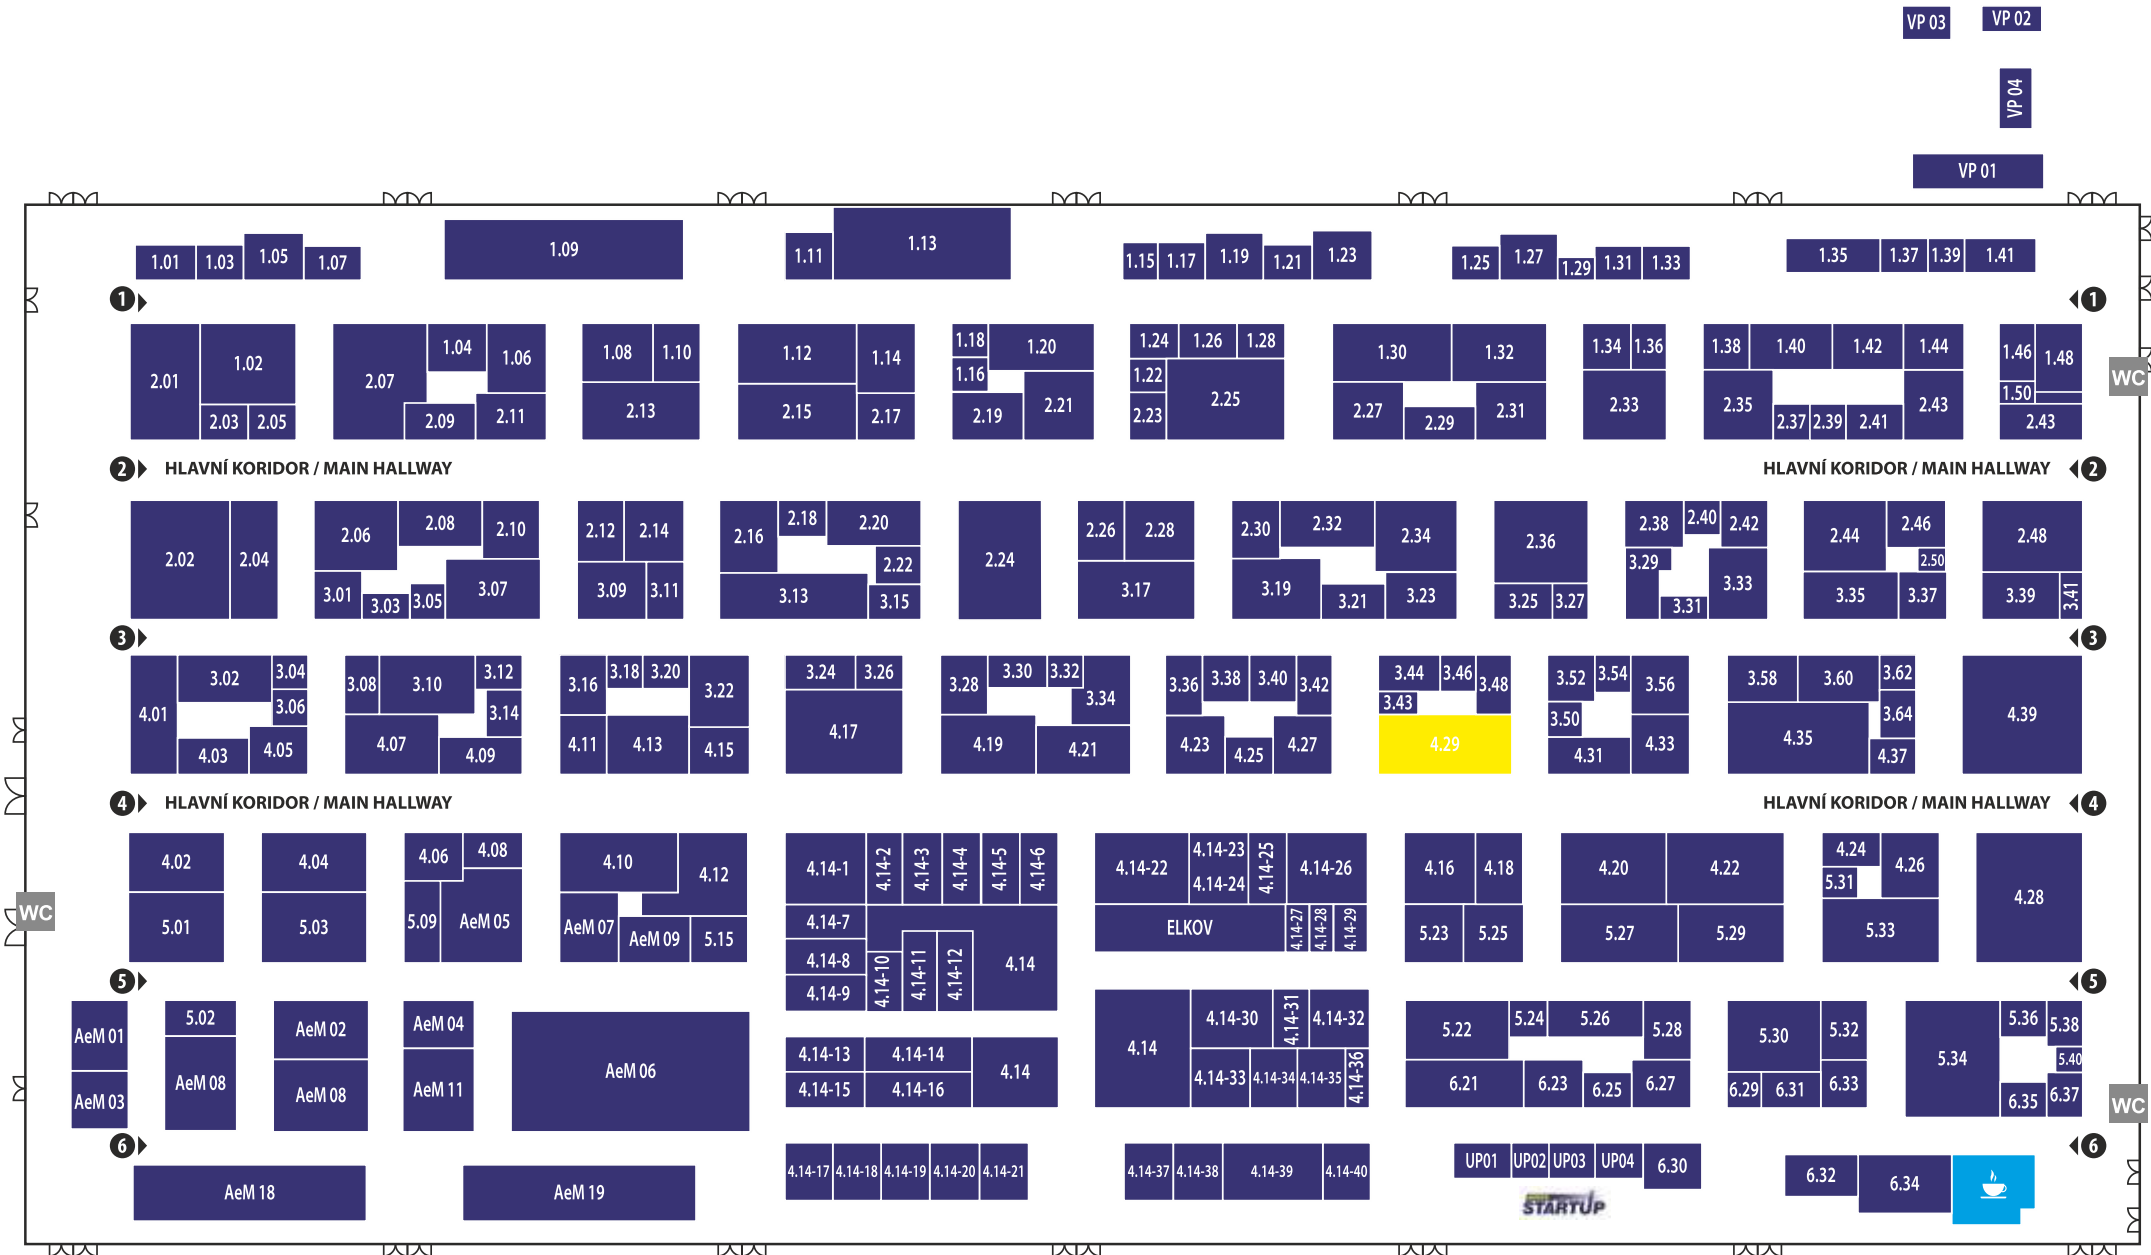 VP 03 VP 02
VP 04
VP 01
1.01 1.03 1.05 1.07 1.09 1.11 1.13 1.15 1.17 1.19 1.21 1.23 1.25 1.27 1.29 1.31 1.33 1.35 1.37 1.39 1.41
1 1
2.01 1.02 2.03 2.05 2.07 1.04 1.06 2.09 2.11 1.08 1.10 2.13 1.12 1.14 2.15 2.17 1.18 1.20 1.16 2.19 2.21 1.24 1.26 1.28 1.22 2.23 2.25 1.30 1.32 2.27 2.29 2.31 1.34 1.36 2.33 1.38 1.40 1.42 1.44 2.35 2.37 2.39 2.41 2.43 1.46 1.48 1.50 2.43
WC
2 HLAVNÍ KORIDOR / MAIN HALLWAY HLAVNÍ KORIDOR / MAIN HALLWAY 2
2.02 2.04 2.06 2.08 2.10 3.01 3.03 3.05 3.07 2.12 2.14 3.09 3.11 2.16 2.18 2.20 2.22 3.13 3.15 2.24 2.26 2.28 3.17 2.30 2.32 2.34 3.19 3.21 3.23 2.36 3.25 3.27 2.38 2.40 2.42 3.29 3.31 3.33 2.44 2.46 2.50 3.35 3.37 2.48 3.39 3.41
3 3
4.01 3.02 3.04 3.06 4.03 4.05 3.08 3.10 3.12 3.14 4.07 4.09 3.16 3.18 3.20 3.22 4.11 4.13 4.15 3.24 3.26 4.17 3.28 3.30 3.32 3.34 4.19 4.21 3.36 3.38 3.40 3.42 4.23 4.25 4.27 3.44 3.46 3.48 3.43 4.29 3.52 3.54 3.56 3.50 4.31 4.33 3.58 3.60 3.62 3.64 4.35 4.37 4.39
4 HLAVNÍ KORIDOR / MAIN HALLWAY HLAVNÍ KORIDOR / MAIN HALLWAY 4
4.02 5.01 4.04 5.03 4.06 4.08 5.09 AeM 05 4.10 4.12 AeM 07 AeM 09 5.15 4.14-1 4.14-2 4.14-3 4.14-4 4.14-5 4.14-6 4.14-7 4.14-8 4.14-9 4.14-10 4.14-11 4.14-12 4.14 4.14-22 4.14-23 4.14-24 4.14-25 4.14-26 ELKOV 4.14-27 4.14-28 4.14-29 4.16 4.18 5.23 5.25 4.20 4.22 5.27 5.29 4.24 4.26 5.31 5.33 4.28
WC
5 5
AeM 01 AeM 03 5.02 AeM 08 AeM 02 AeM 08 AeM 04 AeM 11 AeM 06 4.14-13 4.14-14 4.14-15 4.14-16 4.14 4.14 4.14-30 4.14-31 4.14-32 4.14-33 4.14-34 4.14-35 4.14-36 5.22 5.24 5.26 5.28 6.21 6.23 6.25 6.27 5.30 5.32 6.29 6.31 6.33 5.34 5.36 5.38 5.40 6.35 6.37
WC
6 6
AeM 18 AeM 19 4.14-17 4.14-18 4.14-19 4.14-20 4.14-21 4.14-37 4.14-38 4.14-39 4.14-40 UP01 UP02 UP03 UP04 6.30 6.32 6.34
STARTUP